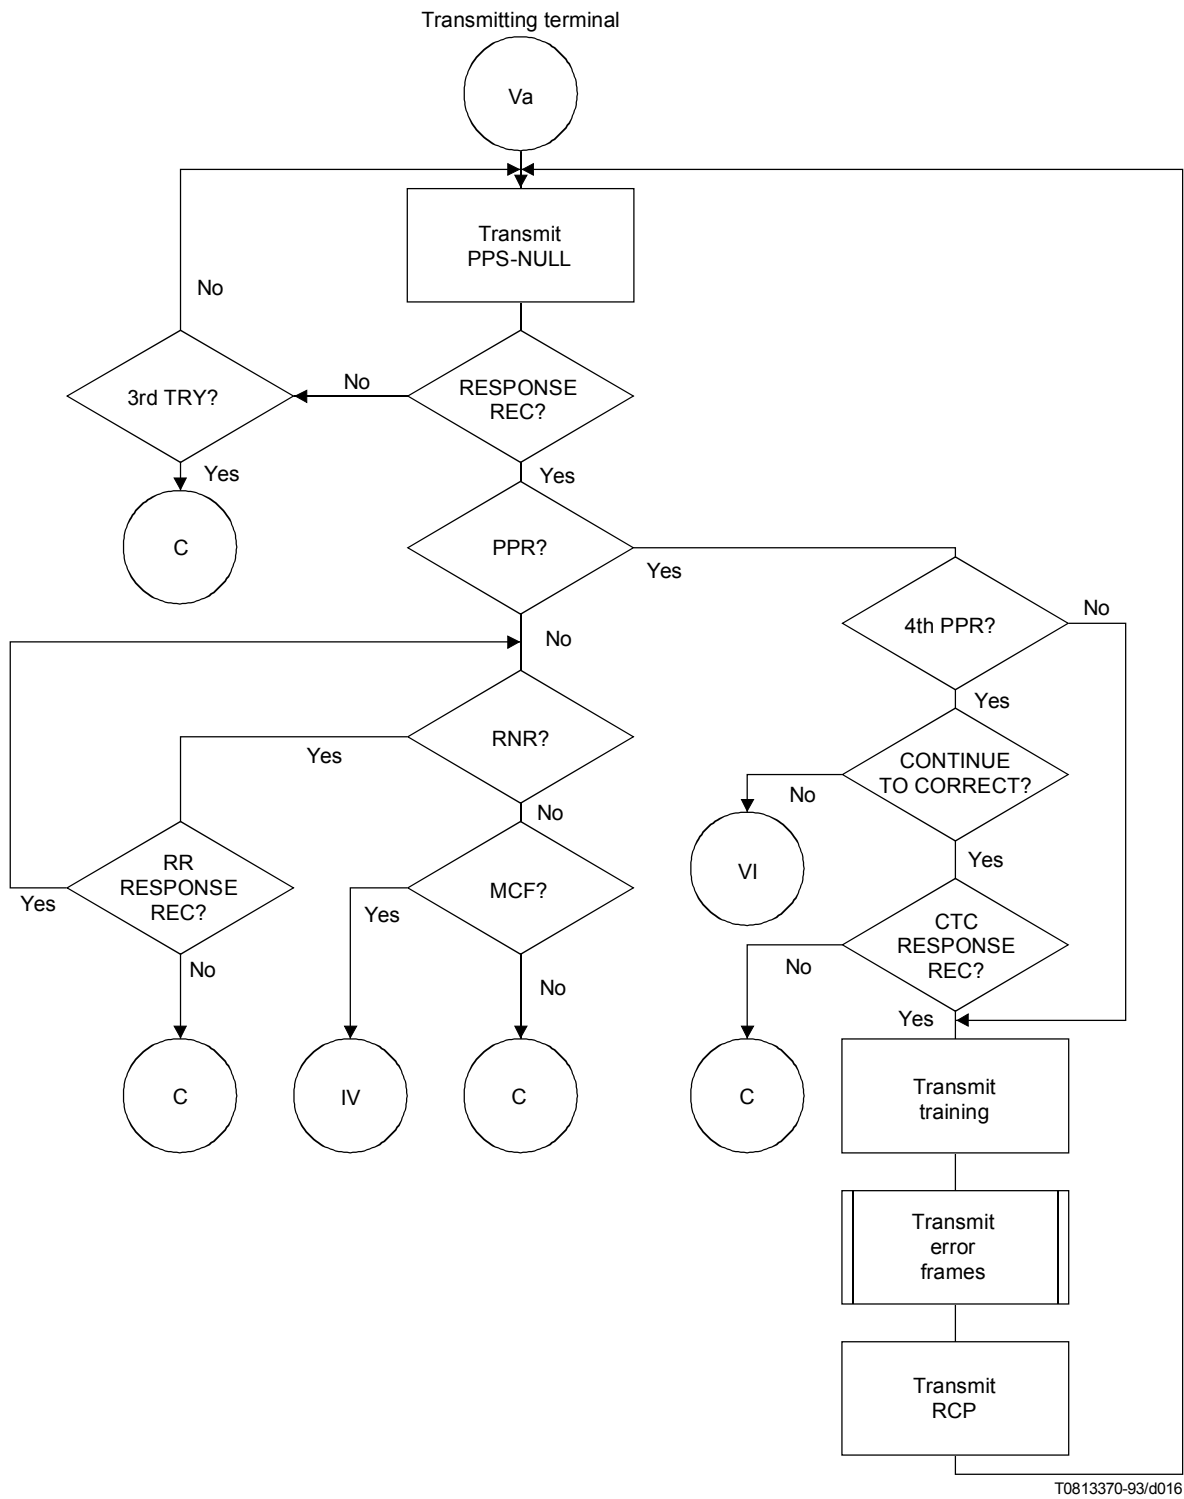 Transmitting terminal
Va
Transmit
PPS-NULL
No
3rd TRY?
No
RESPONSE
REC?
Yes
Yes
C
PPR?
Yes
No
4th PPR?
No
Yes
RNR?
Yes
No
CONTINUE
TO CORRECT?
No
Yes
VI
RR
RESPONSE
REC?
Yes
No
MCF?
Yes
No
CTC
RESPONSE
REC?
No
Yes
C
IV
C
C
Transmit
training
Transmit
error
frames
Transmit
RCP
T0813370-93/d016